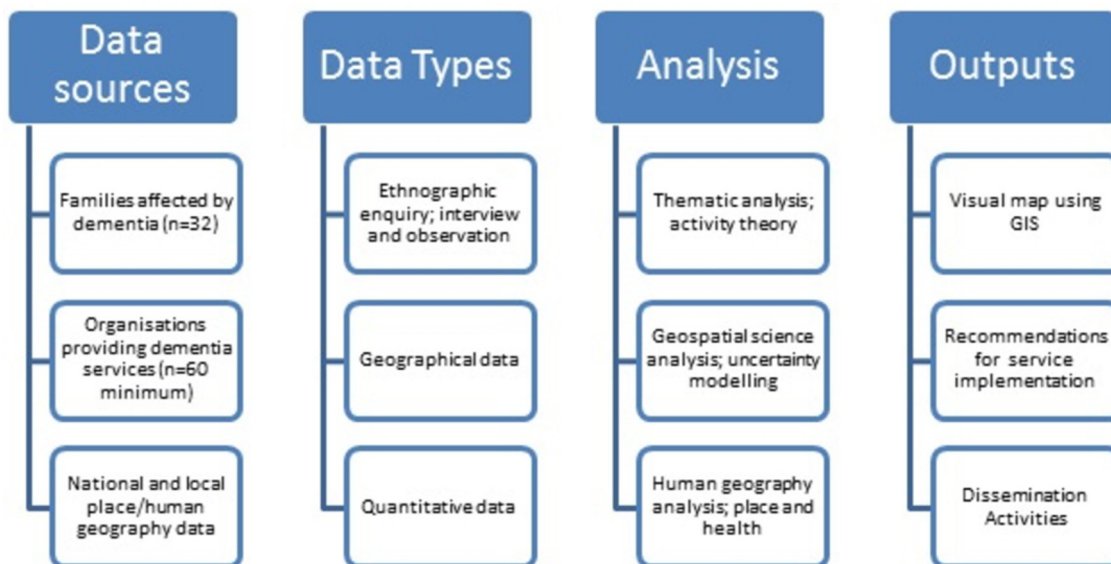 Data
sources
Families affected by
dementia (n=32)
Organisations
providing dementia
services (n=60
minimum)
National and local
place/human
geography data
Data Types
Ethnographic
enquiry; interview
and observation
Geographical data
Quantitative data
Analysis
Thematic analysis;
activity theory
Geospatial science
analysis; uncertainty
modelling
Human geography
analysis; place and
health
Outputs
Visual map using
GIS
Recommendations
for service
implementation
Dissemination
Activities